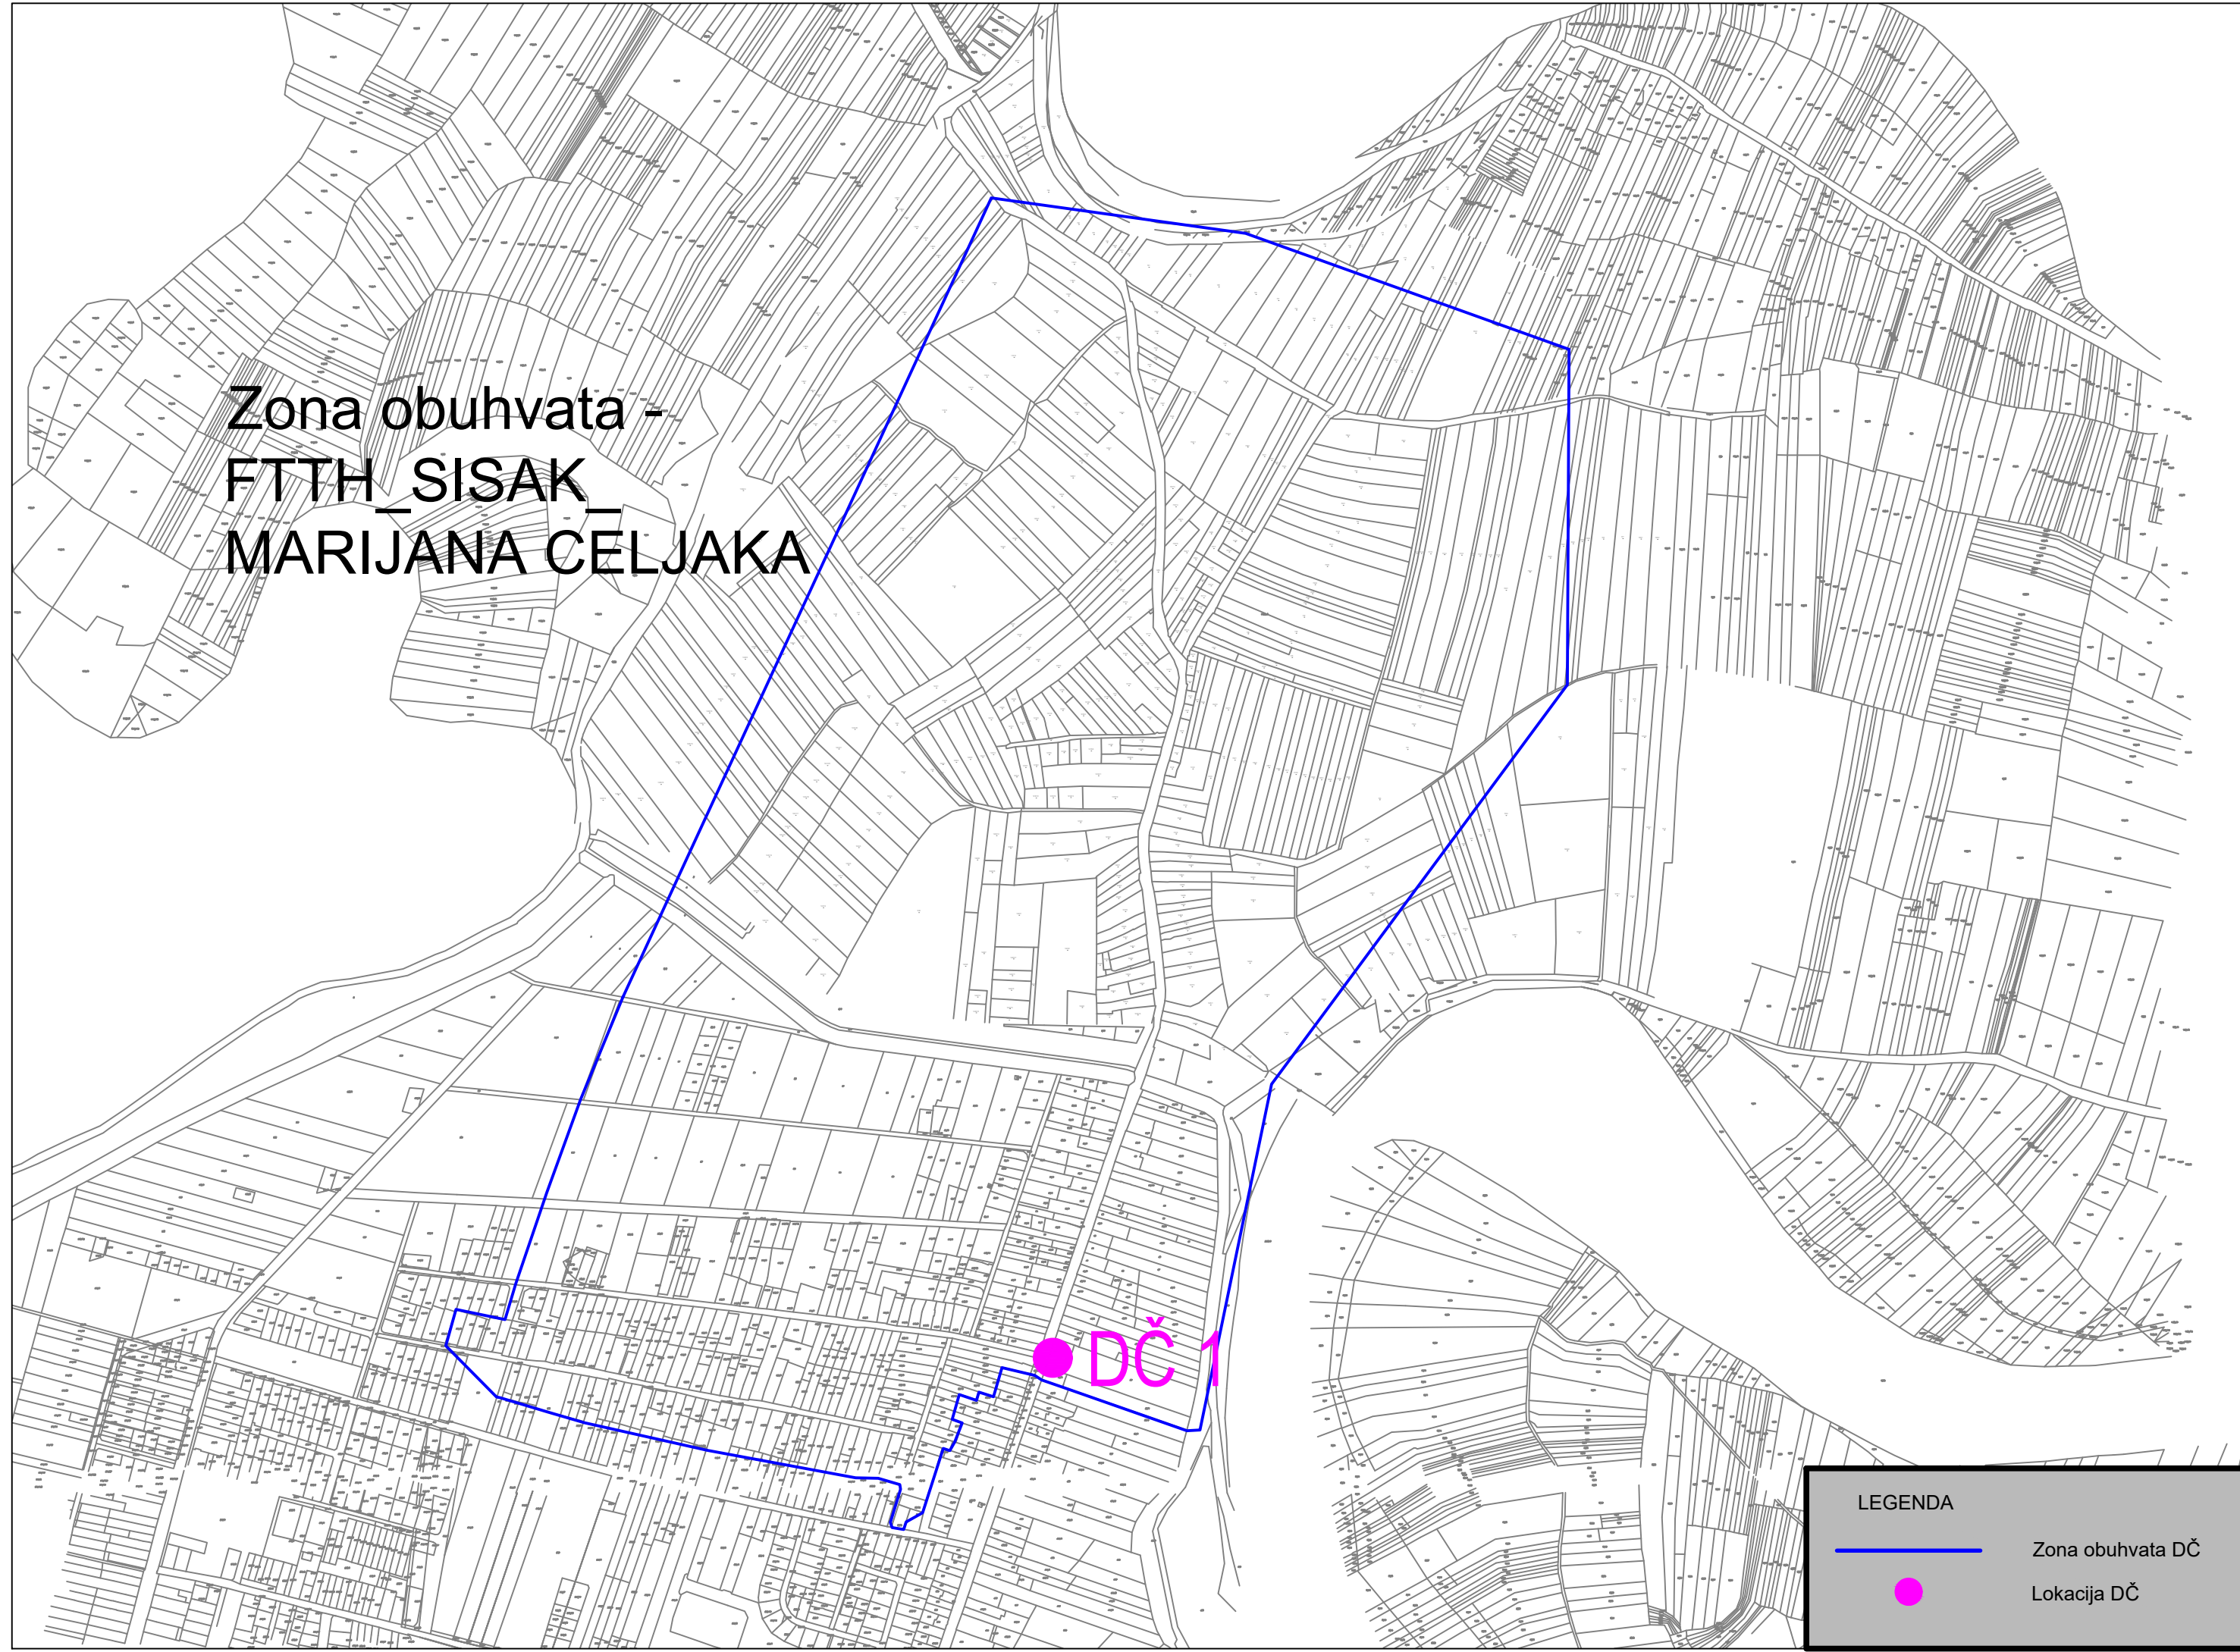 Zona obuhvata -
FTTH_SISAK_
MARIJANA CELJAKA
DČ 1
LEGENDA
Zona obuhvata DČ
Lokacija DČ